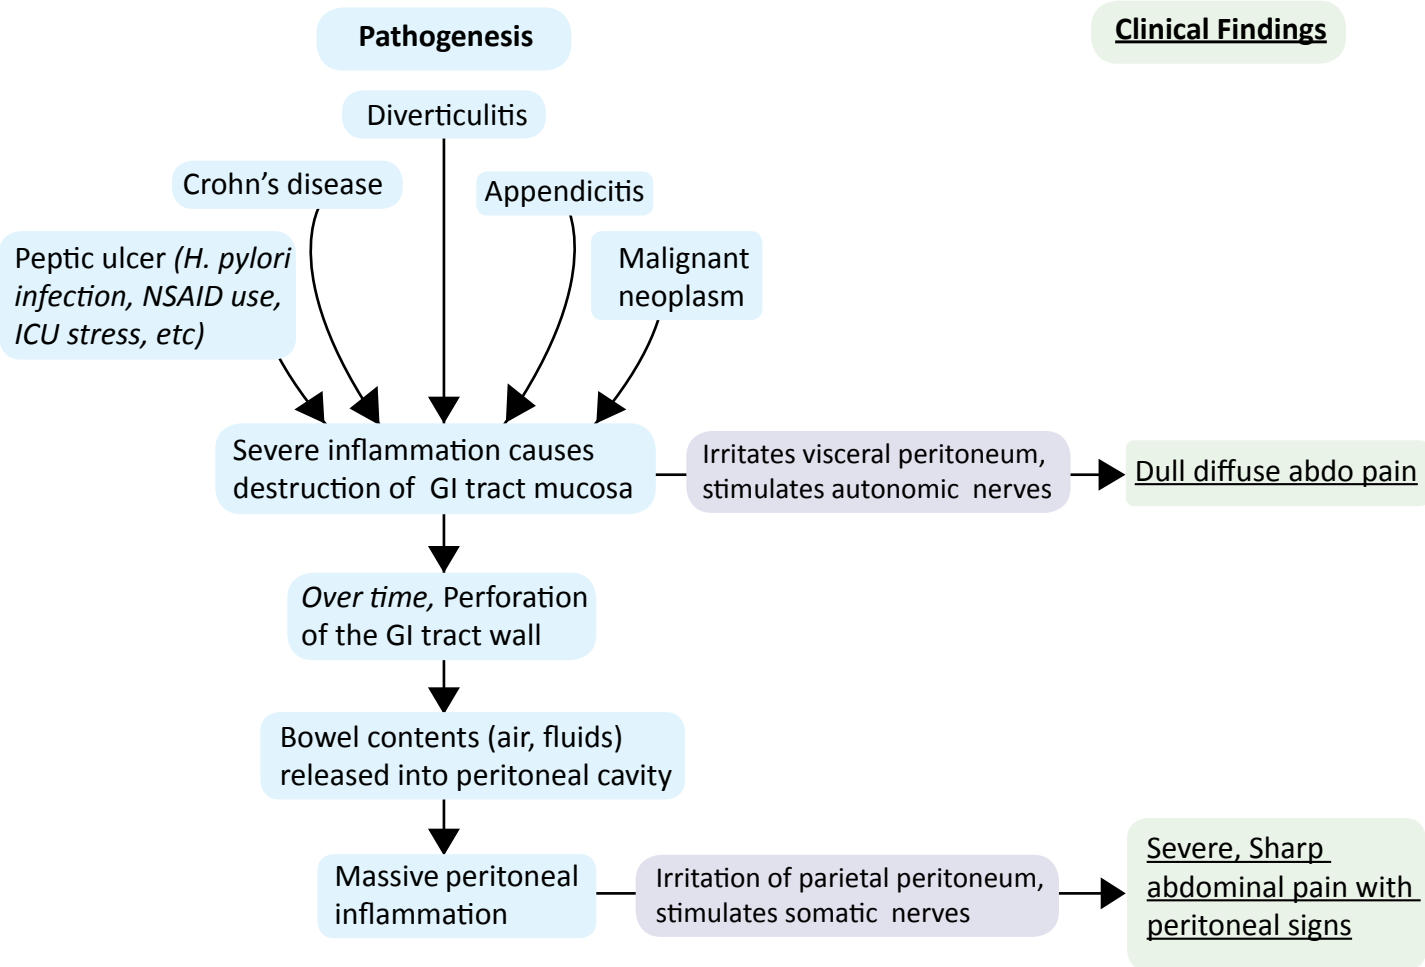 Pathogenesis
Clinical Findings
Diverticulitis
Crohn's disease
Appendicitis
Peptic ulcer (H. pylori
infection, NSAID use,
ICU stress, etc)
Malignant
neoplasm
Severe inflammation causes
destruction of GI tract mucosa
Irritates visceral peritoneum,
stimulates autonomic nerves
Dull diffuse abdo pain
Over time, Perforation
of the GI tract wall
Bowel contents (air, fluids)
released into peritoneal cavity
Massive peritoneal
inflammation
Irritation of parietal peritoneum,
stimulates somatic nerves
Severe, Sharp
abdominal pain with
peritoneal signs